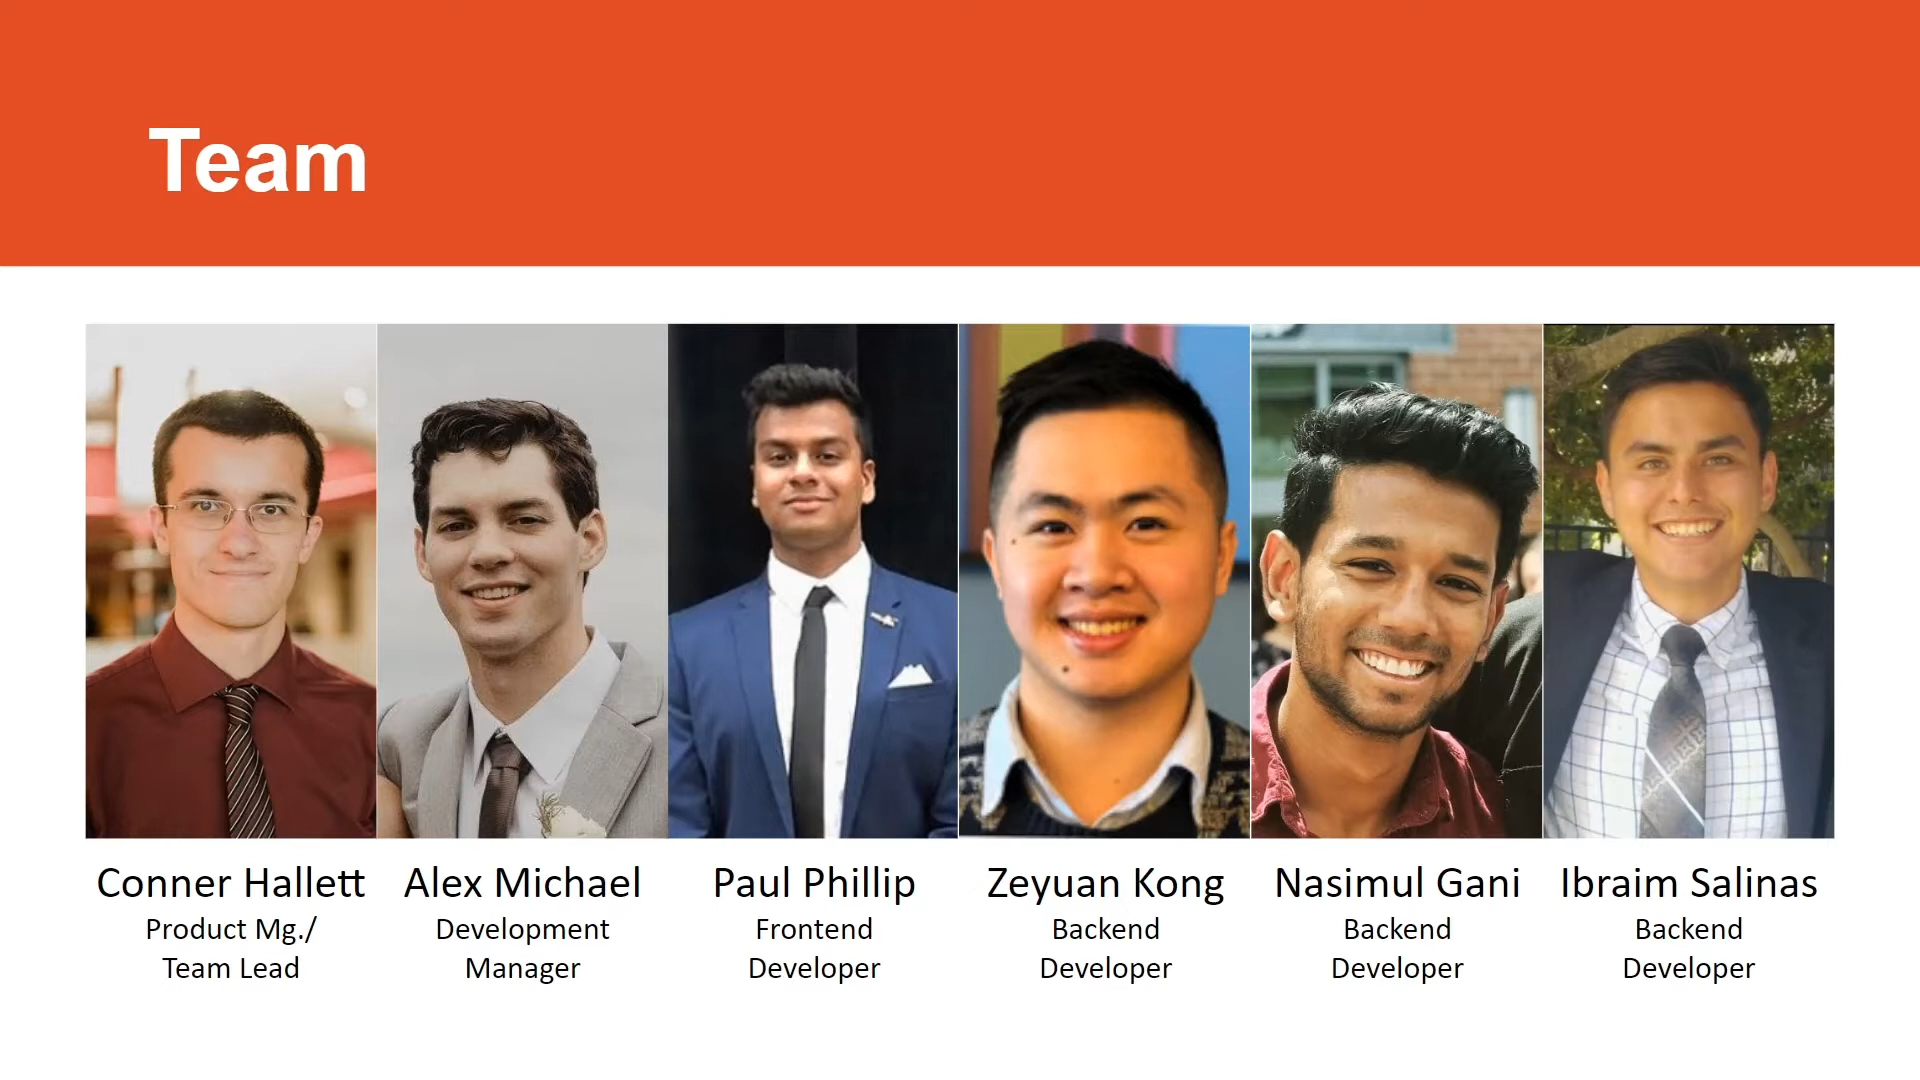 Team
Conner Hallett
Product Mg./
Team Lead
Alex Michael
Development
Manager
Paul Phillip
Frontend
Developer
Zeyuan Kong
Backend
Developer
Nasimul Gani
Backend
Developer
Ibraim Salinas
Backend
Developer